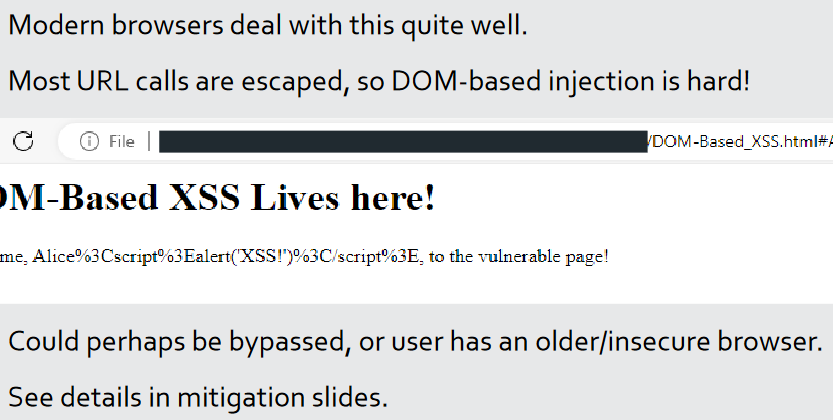 Modern browsers deal with this quite well.
Most URL calls are escaped, so DOM-based injection is hard!
File | /DOM-Based_XSS.html#A
OM-Based XSS Lives here!
me, Alice%3Cscript%3Ealert('XSS!')%3C/script%3E, to the vulnerable page!
Could perhaps be bypassed, or user has an older/insecure browser.
See details in mitigation slides.